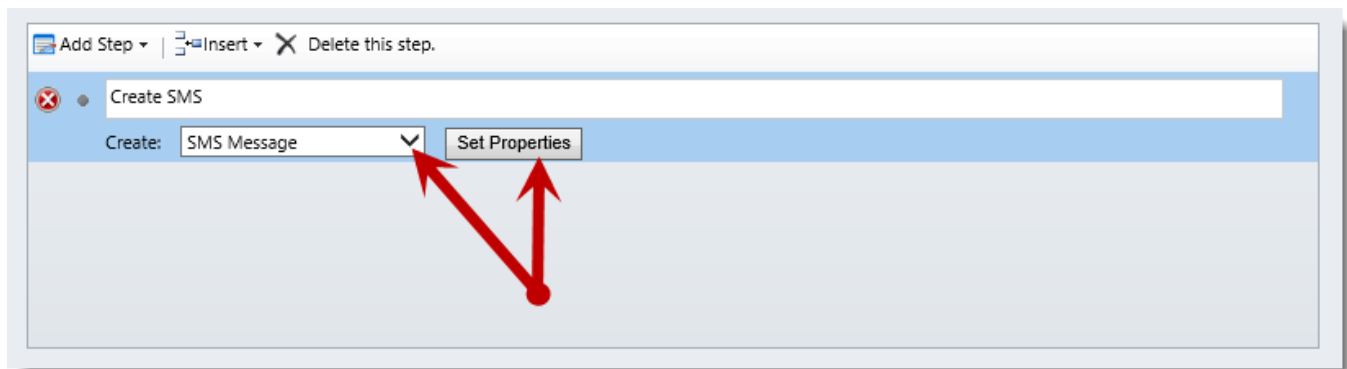 Add Step Insert Delete this step.
Create SMS
Create: SMS Message Set Properties